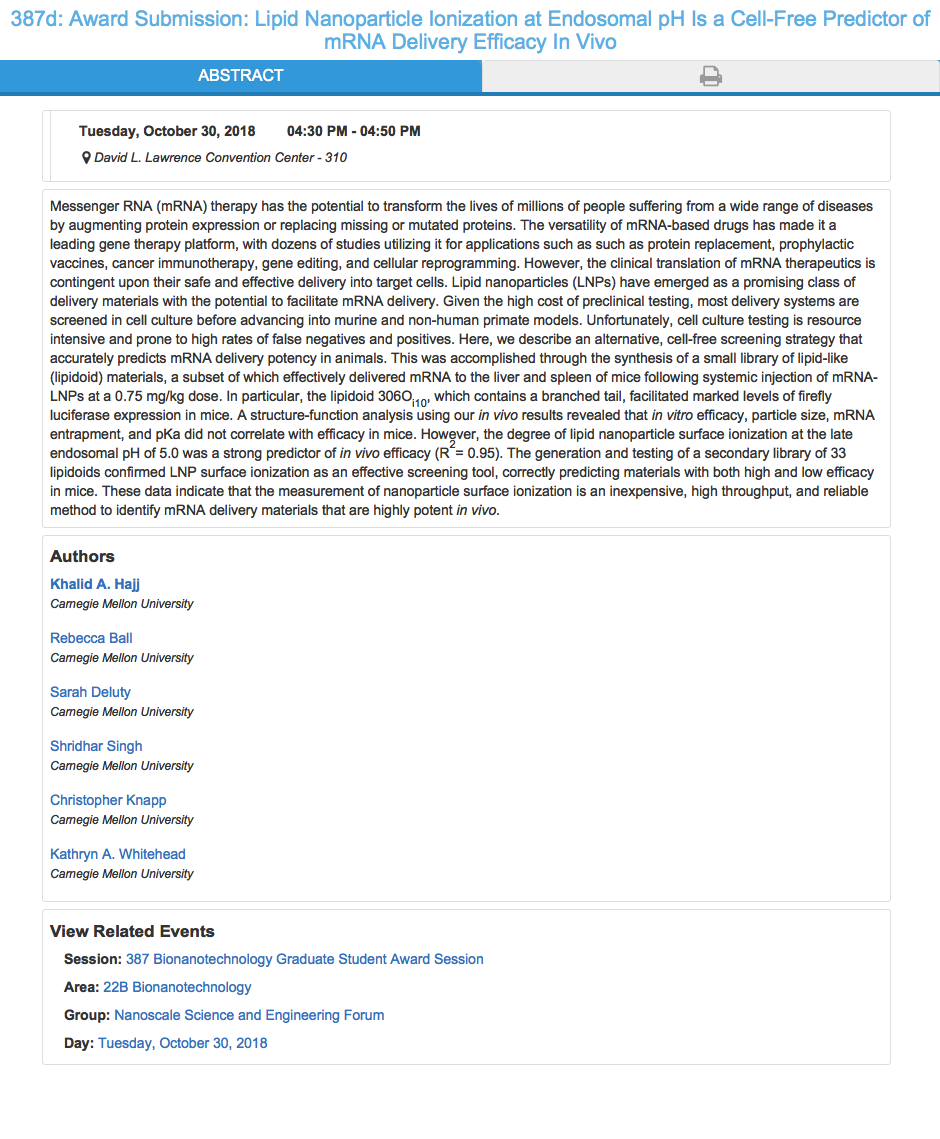 387d: Award Submission: Lipid Nanoparticle Ionization at Endosomal pH Is a Cell-Free Predictor of
mRNA Delivery Efficacy In Vivo
ABSTRACT
Tuesday, October 30, 2018 04:30 PM - 04:50 PM
David L. Lawrence Convention Center - 310
Messenger RNA (mRNA) therapy has the potential to transform the lives of millions of people suffering from a wide range of diseases
by augmenting protein expression or replacing missing or mutated proteins. The versatility of mRNA-based drugs has made it a
leading gene therapy platform, with dozens of studies utilizing it for applications such as such as protein replacement, prophylactic
vaccines, cancer immunotherapy, gene editing, and cellular reprogramming. However, the clinical translation of mRNA therapeutics is
contingent upon their safe and effective delivery into target cells. Lipid nanoparticles (LNPs) have emerged as a promising class of
delivery materials with the potential to facilitate mRNA delivery. Given the high cost of preclinical testing, most delivery systems are
screened in cell culture before advancing into murine and non-human primate models. Unfortunately, cell culture testing is resource
intensive and prone to high rates of false negatives and positives. Here, we describe an alternative, cell-free screening strategy that
accurately predicts mRNA delivery potency in animals. This was accomplished through the synthesis of a small library of lipid-like
(lipidoid) materials, a subset of which effectively delivered mRNA to the liver and spleen of mice following systemic injection of mRNA-
LNPs at a 0.75 mg/kg dose. In particular, the lipidoid 306Oi10, which contains a branched tail, facilitated marked levels of firefly
luciferase expression in mice. A structure-function analysis using our in vivo results revealed that in vitro efficacy, particle size, mRNA
entrapment, and pKa did not correlate with efficacy in mice. However, the degree of lipid nanoparticle surface ionization at the late
endosomal pH of 5.0 was a strong predictor of in vivo efficacy (R2= 0.95). The generation and testing of a secondary library of 33
lipidoids confirmed LNP surface ionization as an effective screening tool, correctly predicting materials with both high and low efficacy
in mice. These data indicate that the measurement of nanoparticle surface ionization is an inexpensive, high throughput, and reliable
method to identify mRNA delivery materials that are highly potent in vivo.
Authors
Khalid A. Hajj
Carnegie Mellon University
Rebecca Ball
Carnegie Mellon University
Sarah Deluty
Carnegie Mellon University
Shridhar Singh
Carnegie Mellon University
Christopher Knapp
Carnegie Mellon University
Kathryn A. Whitehead
Carnegie Mellon University
View Related Events
Session: 387 Bionanotechnology Graduate Student Award Session
Area: 22B Bionanotechnology
Group: Nanoscale Science and Engineering Forum
Day: Tuesday, October 30, 2018